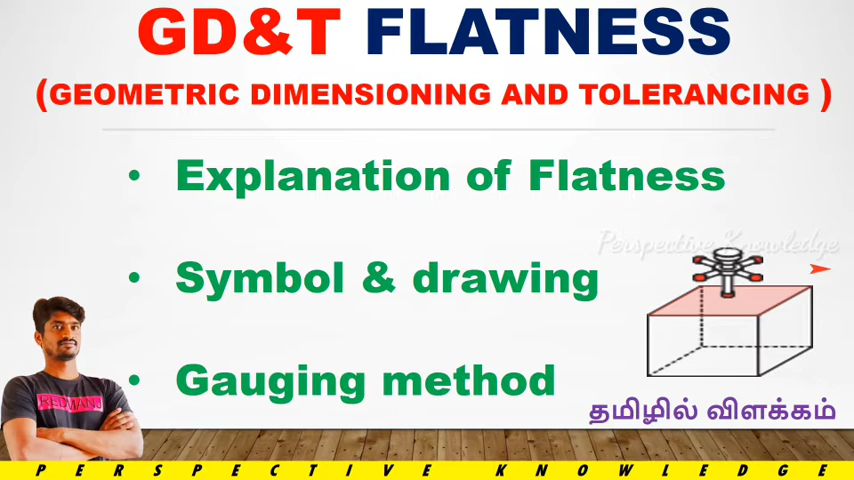 GD&T FLATNESS
(GEOMETRIC DIMENSIONING AND TOLERANCING )
• Explanation of Flatness
Perspective Knowledge
• Symbol & drawing
• Gauging method
REDMANJ
தமிழில் விளக்கம்
PERSPECTIVE KNOWLEDGE